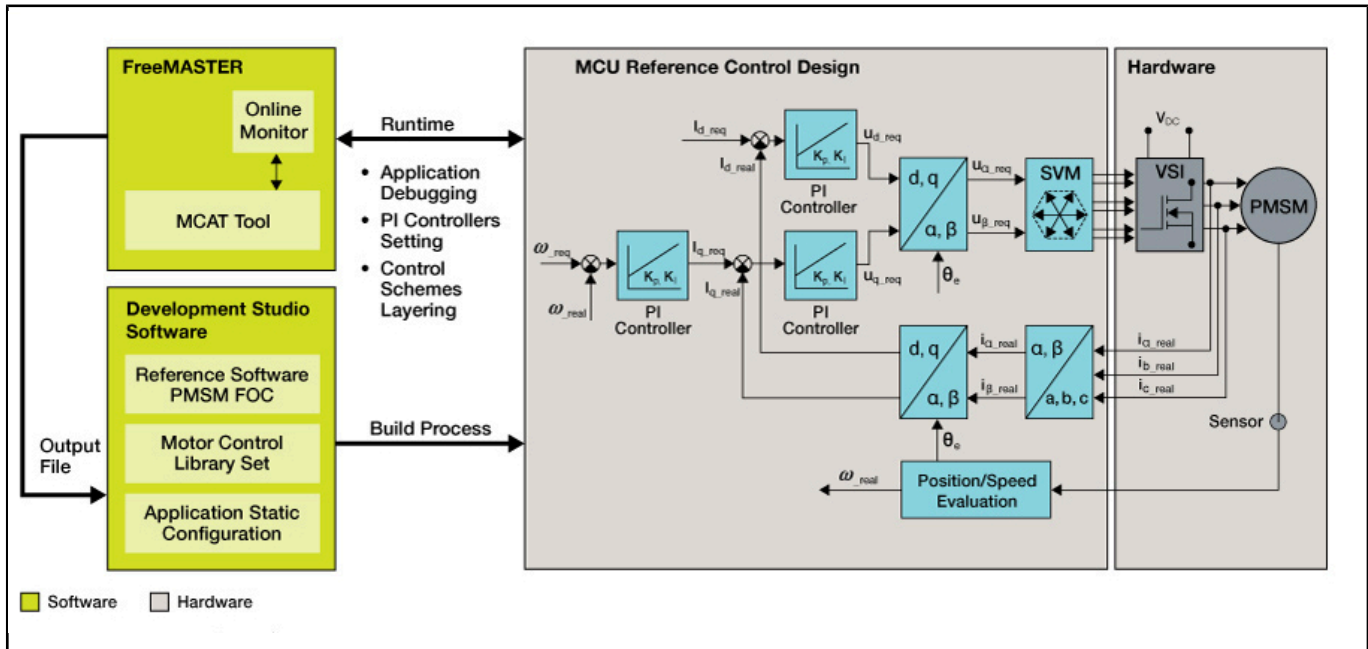 FreeMASTER
Online
Monitor
MCAT Tool
Development Studio
Software
Reference Software
PMSM FOC
Motor Control
Library Set
Application Static
Configuration
Output
File
Runtime
• Application
Debugging
• PI Controllers
Setting
• Control
Schemes
Layering
Build Process
MCU Reference Control Design
I_d_req
I_d_real
K_P, K_I
PI
Controller
u_d_req
ω_req
ω_real
K_P, K_I
PI
Controller
I_q_req
I_q_real
K_P, K_I
PI
Controller
u_q_req
d, q
α, β
θ_e
u_α_req
u_β_req
SVM
d, q
α, β
θ_e
i_α_real
i_β_real
α, β
a, b, c
i_α_real
i_b_real
i_c_real
ω_real
Position/Speed
Evaluation
Hardware
V_DC
VSI
PMSM
Sensor
Software
Hardware